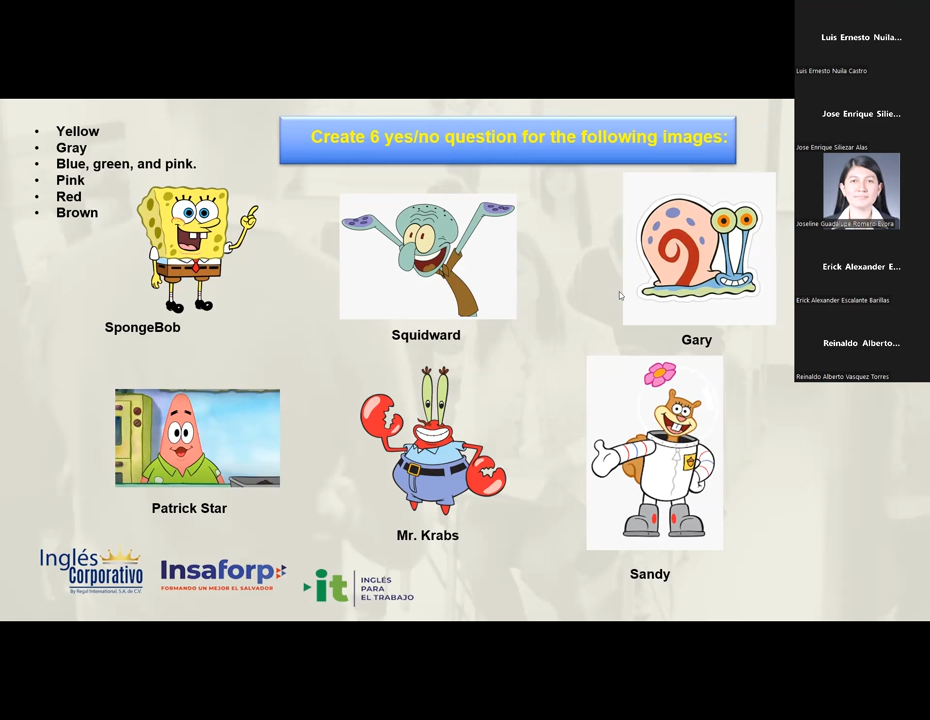 Create 6 yes/no question for the following images:
• Yellow
• Gray
• Blue, green, and pink.
• Pink
• Red
• Brown
SpongeBob
Squidward
Gary
Patrick Star
Mr. Krabs
Sandy
Inglés
Corporativo
By Regal International, S.A. de C.V.
Insaforp
FORMANDO UN MEJOR EL SALVADOR
it
INGLÉS
PARA
EL TRABAJO
Luis Ernesto Nuila...
Luis Ernesto Nuila Castro
Jose Enrique Silie...
Jose Enrique Siliezar Alas
Joseline Guadalupe Romero Evora
Erick Alexander E...
Erick Alexander Escalante Barillas
Reinaldo Alberto...
Reinaldo Alberto Vasquez Torres